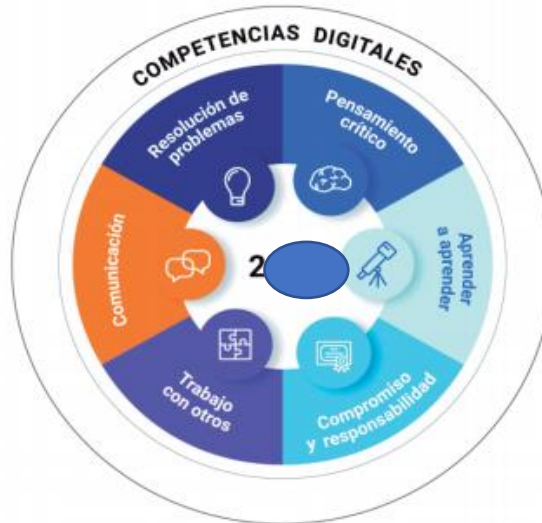 COMPETENCIAS DIGITALES
Resolución de
problemas
Pensamiento
crítico
Comunicación
2
Aprender
a aprender
Trabajo
con otros
Compromiso
y responsabilidad